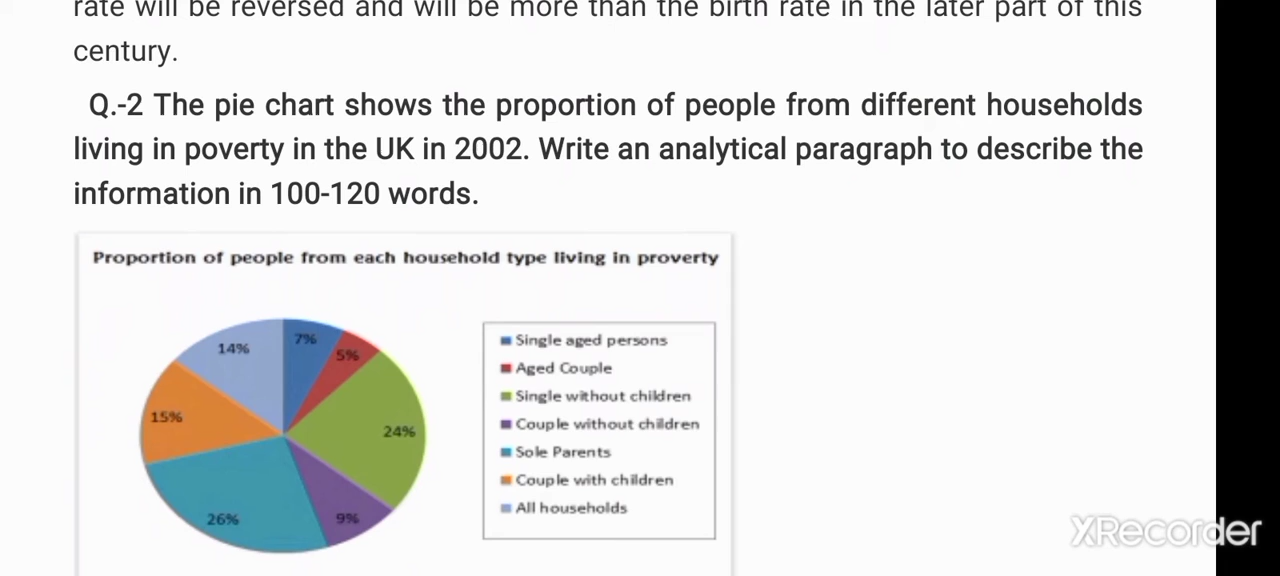 rate will be reversed and will be more than the birth rate in the later part of this
century.
Q.-2 The pie chart shows the proportion of people from different households
living in poverty in the UK in 2002. Write an analytical paragraph to describe the
information in 100-120 words.
Proportion of people from each household type living in proverty
7%
5%
14%
24%
15%
26%
9%
Single aged persons
Aged Couple
Single without children
Couple without children
Sole Parents
Couple with children
All households
XRecorder